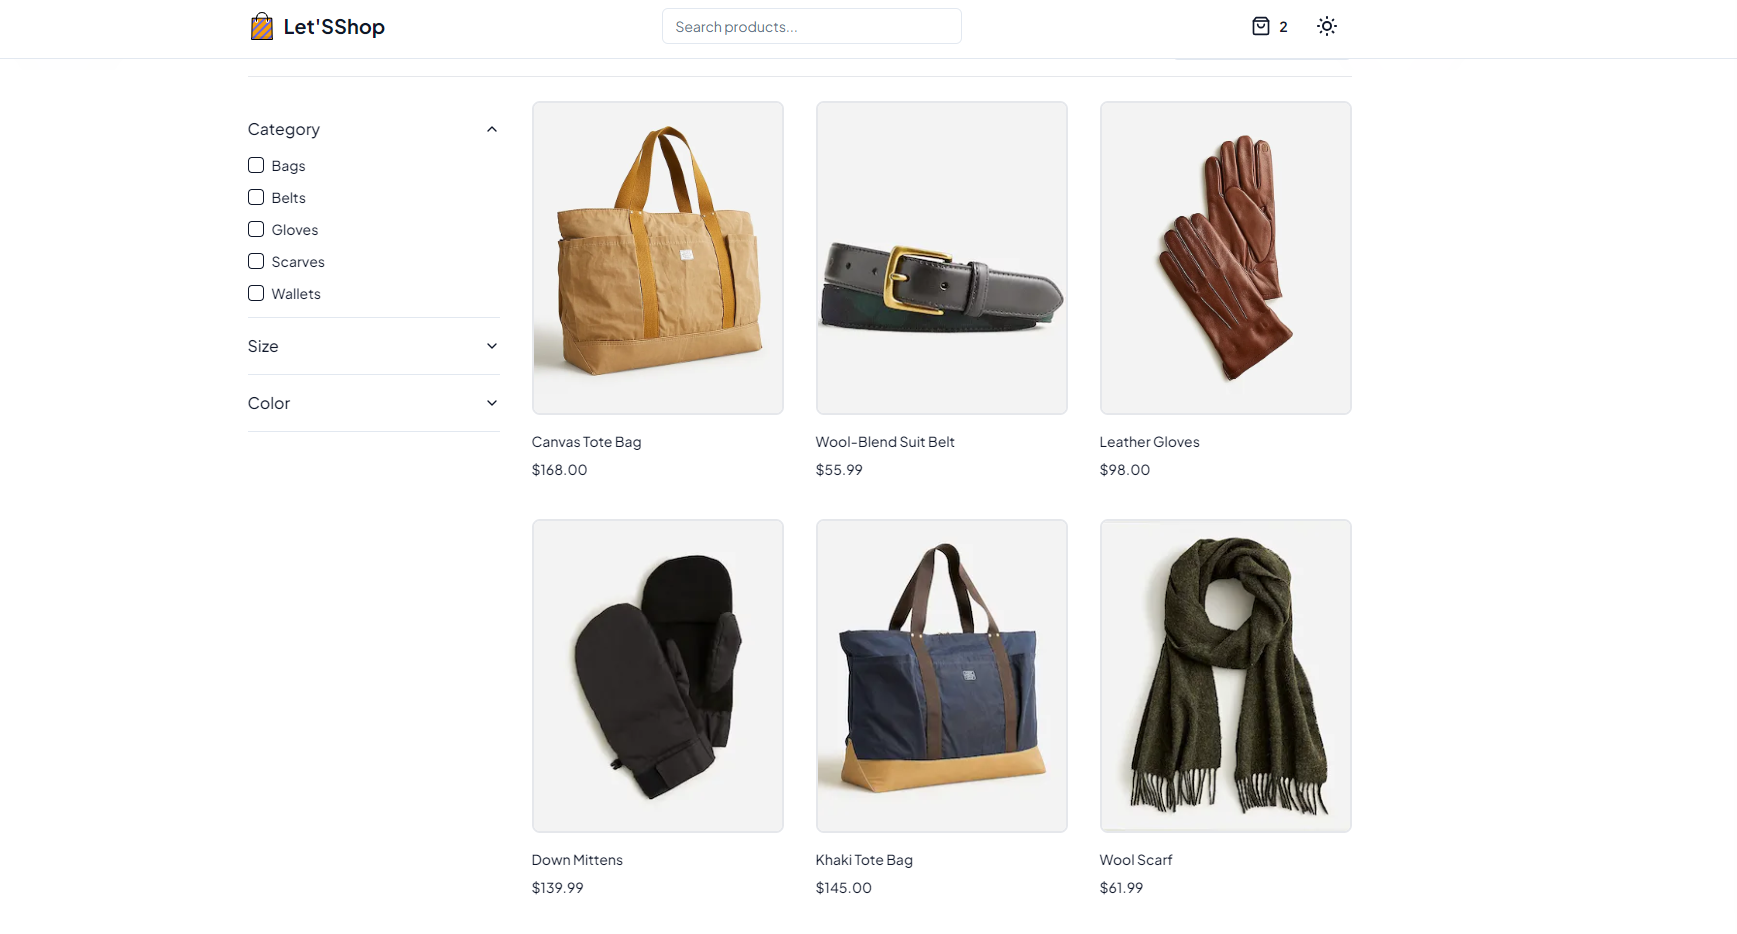 Let'SShop
Search products...
2
Category
Bags
Belts
Gloves
Scarves
Wallets
Size
Color
Canvas Tote Bag
$168.00
Wool-Blend Suit Belt
$55.99
Leather Gloves
$98.00
Down Mittens
$139.99
Khaki Tote Bag
$145.00
Wool Scarf
$61.99